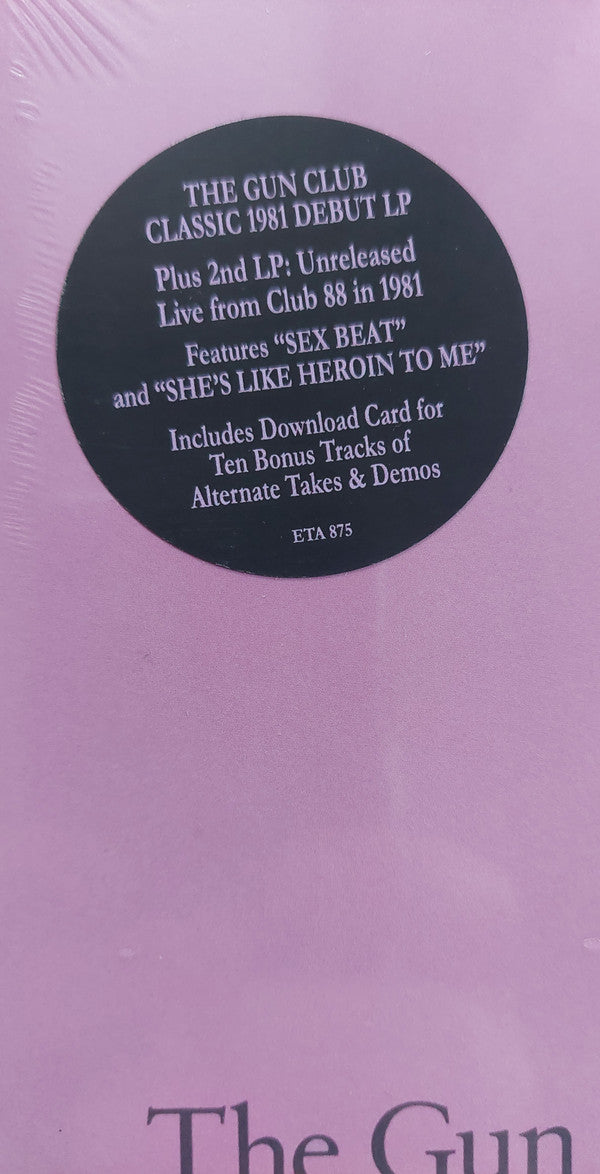 THE GUN CLUB
CLASSIC 1981 DEBUT LP
Plus 2nd LP: Unreleased
Live from Club 88 in 1981
Features “SEX BEAT”
and “SHE’S LIKE HEROIN TO ME”
Includes Download Card for
Ten Bonus Tracks of
Alternate Takes & Demos
ETA 875
The Gun